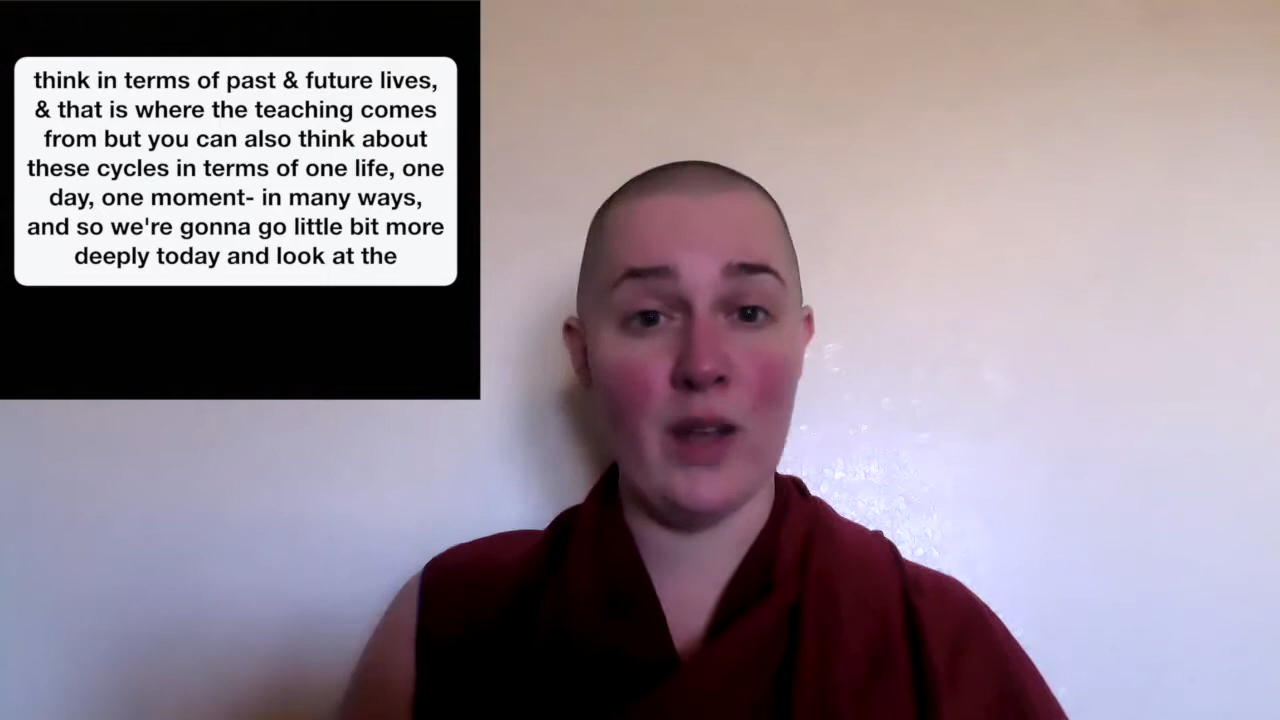 think in terms of past & future lives,
& that is where the teaching comes
from but you can also think about
these cycles in terms of one life, one
day, one moment- in many ways,
and so we're gonna go little bit more
deeply today and look at the